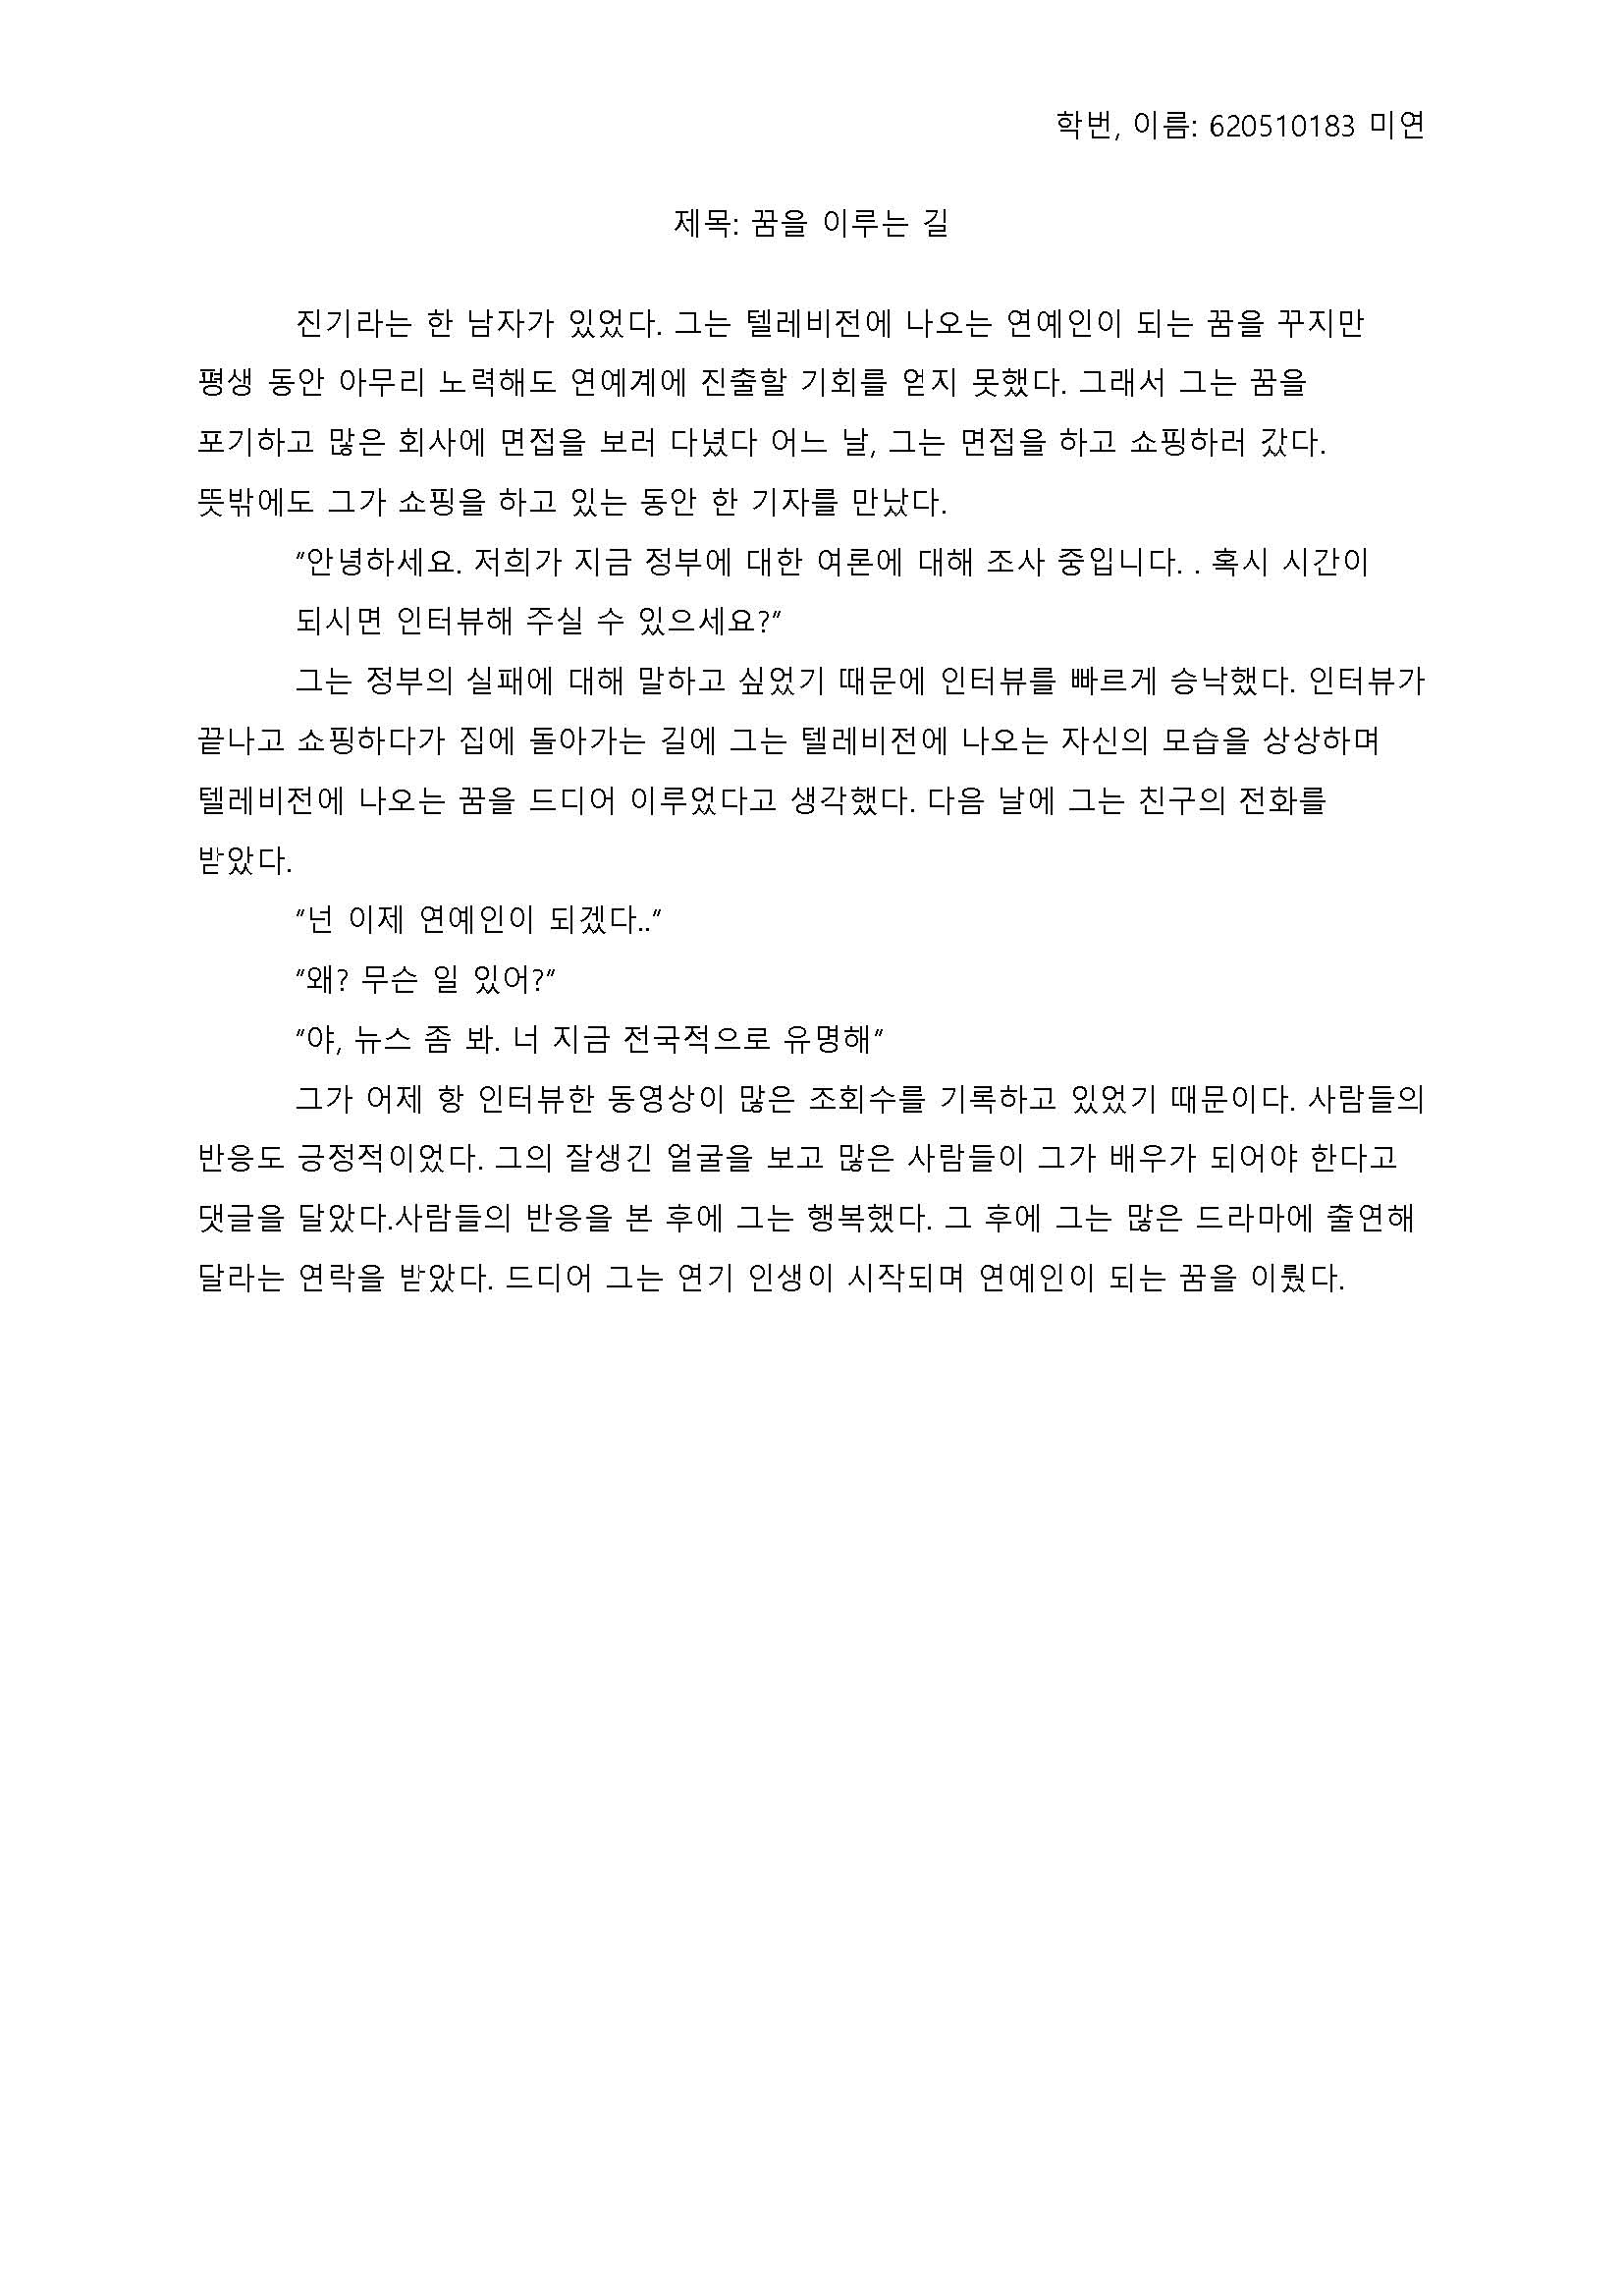 학번, 이름: 620510183 미연
제목: 꿈을 이루는 길
진기라는 한 남자가 있었다. 그는 텔레비전에 나오는 연예인이 되는 꿈을 꾸지만
평생 동안 아무리 노력해도 연예계에 진출할 기회를 얻지 못했다. 그래서 그는 꿈을
포기하고 많은 회사에 면접을 보러 다녔다 어느 날, 그는 면접을 하고 쇼핑하러 갔다.
뜻밖에도 그가 쇼핑을 하고 있는 동안 한 기자를 만났다.
“안녕하세요. 저희가 지금 정부에 대한 여론에 대해 조사 중입니다. . 혹시 시간이
되시면 인터뷰해 주실 수 있으세요?”
그는 정부의 실패에 대해 말하고 싶었기 때문에 인터뷰를 빠르게 승낙했다. 인터뷰가
끝나고 쇼핑하다가 집에 돌아가는 길에 그는 텔레비전에 나오는 자신의 모습을 상상하며
텔레비전에 나오는 꿈을 드디어 이루었다고 생각했다. 다음 날에 그는 친구의 전화를
받았다.
“넌 이제 연예인이 되겠다..”
“왜? 무슨 일 있어?”
“야, 뉴스 좀 봐. 너 지금 전국적으로 유명해”
그가 어제 항 인터뷰한 동영상이 많은 조회수를 기록하고 있었기 때문이다. 사람들의
반응도 긍정적이었다. 그의 잘생긴 얼굴을 보고 많은 사람들이 그가 배우가 되어야 한다고
댓글을 달았다.사람들의 반응을 본 후에 그는 행복했다. 그 후에 그는 많은 드라마에 출연해
달라는 연락을 받았다. 드디어 그는 연기 인생이 시작되며 연예인이 되는 꿈을 이뤘다.